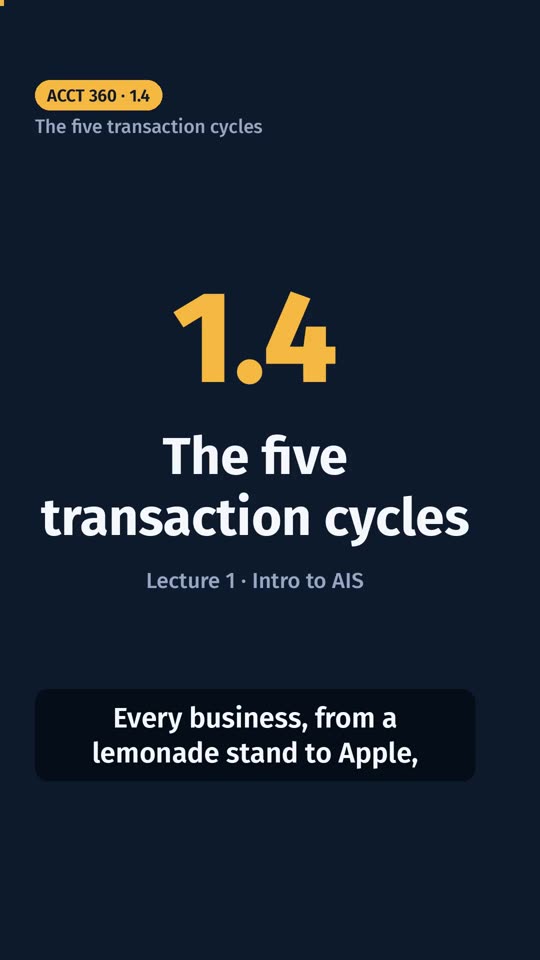 ACCT 360 · 1.4
The five transaction cycles
1.4
The five
transaction cycles
Lecture 1 · Intro to AIS
Every business, from a
lemonade stand to Apple,